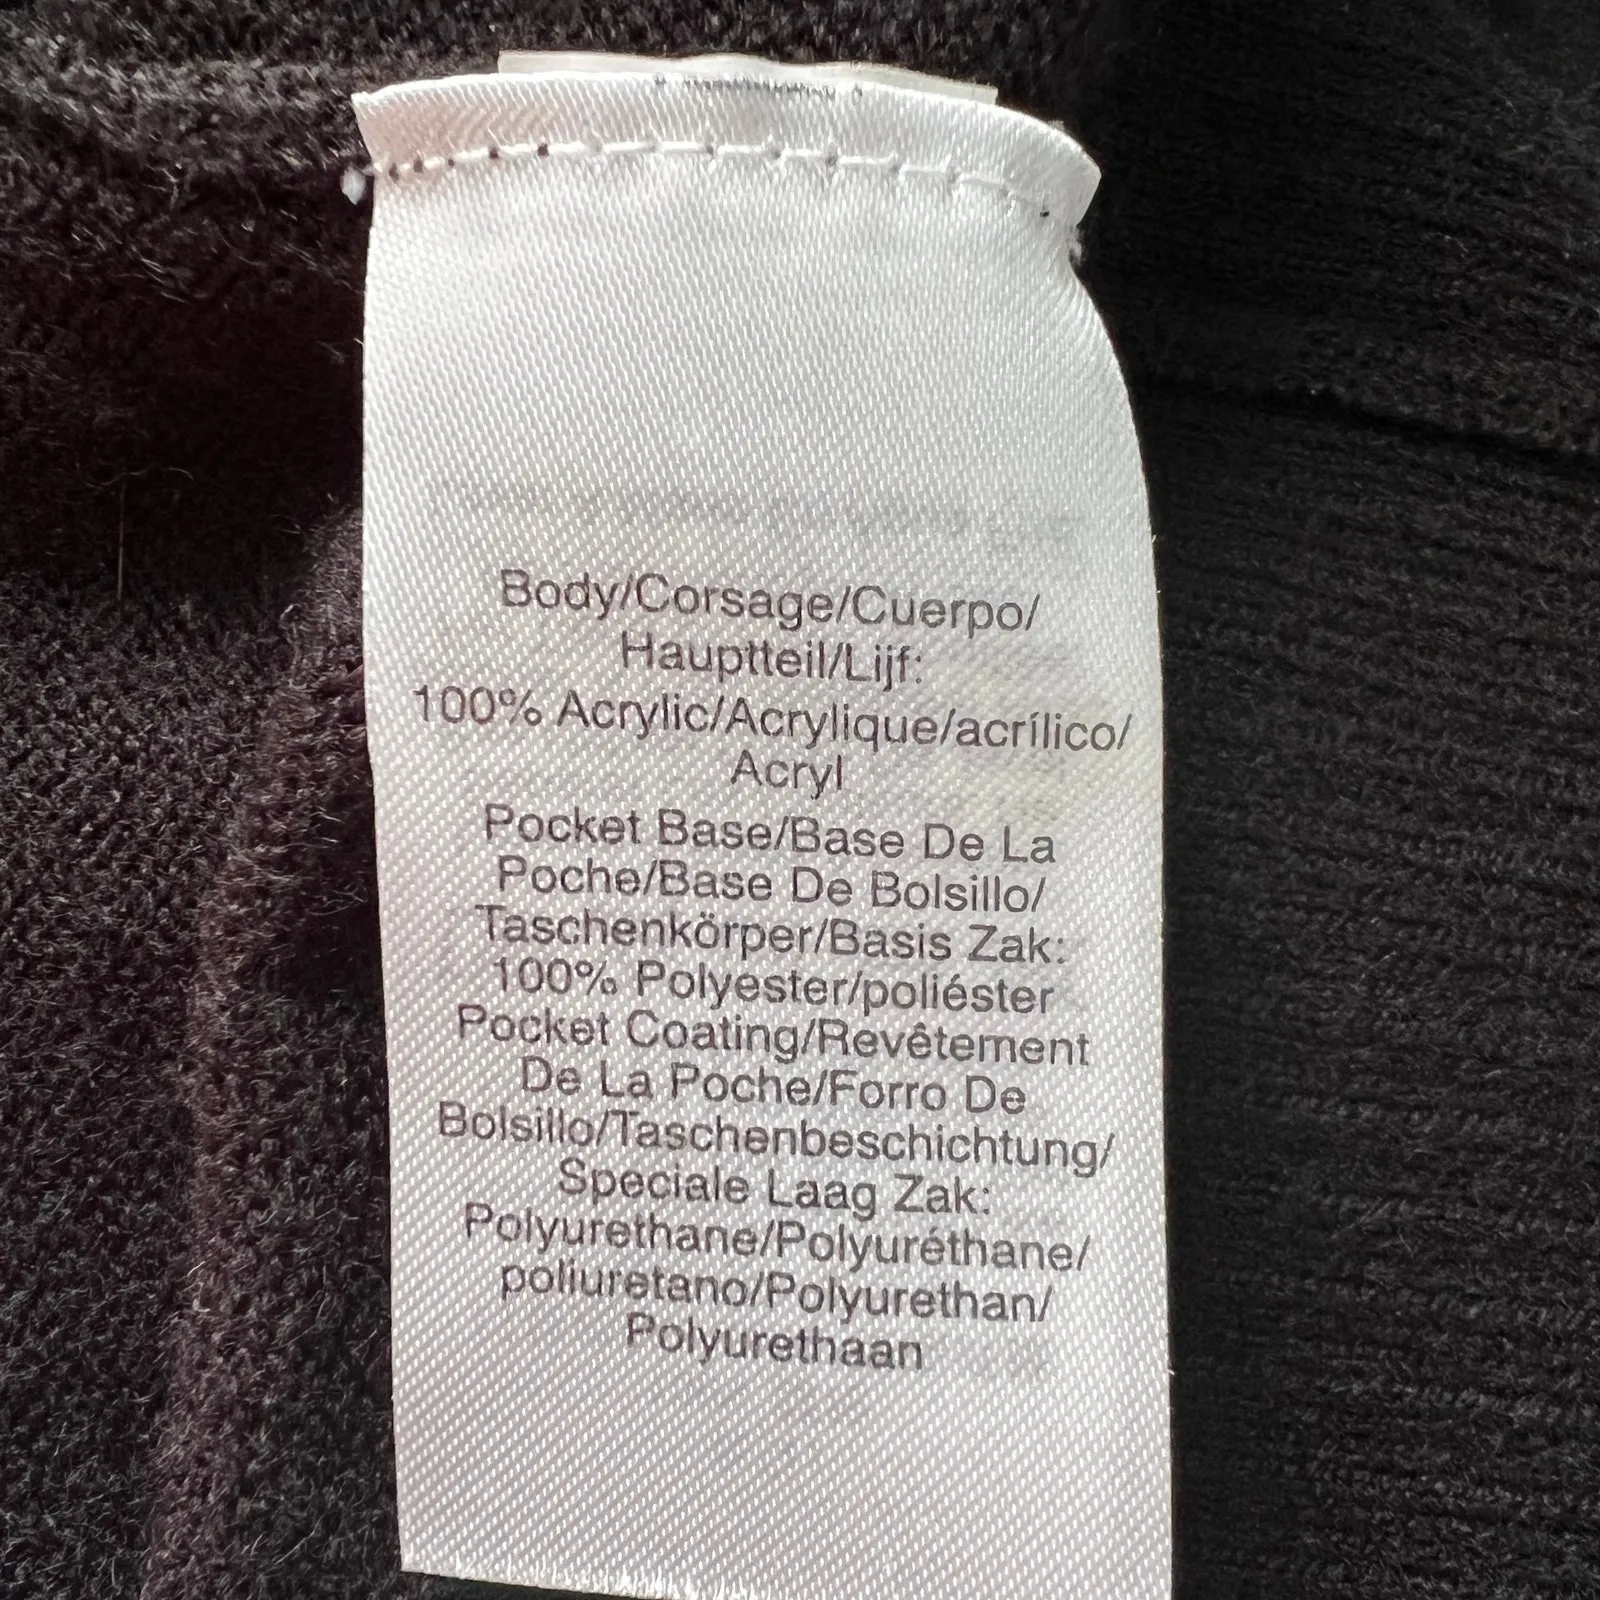 Body/Corsage/Cuerpo/
Hauptteil/Lijf:
100% Acrylic/Acrylique/acrílico/
Acryl
Pocket Base/Base De La
Poche/Base De Bolsillo/
Taschenkörper/Basis Zak:
100% Polyester/poliéster
Pocket Coating/Revêtement
De La Poche/Forro De
Bolsillo/Taschenbeschichtung/
Speciale Laag Zak:
Polyurethane/Polyuréthane/
poliuretano/Polyurethan/
Polyurethaan